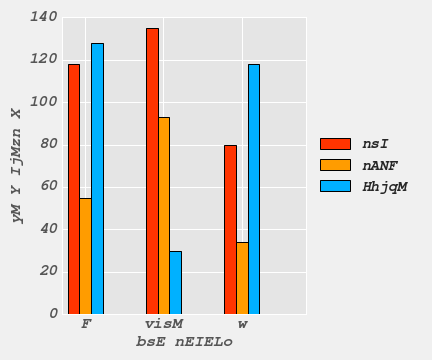 140
120
100
80
60
40
20
0
yM Y IjMzn X
F visM w
bsE nEIELo
nsI
nANF
HhjqM